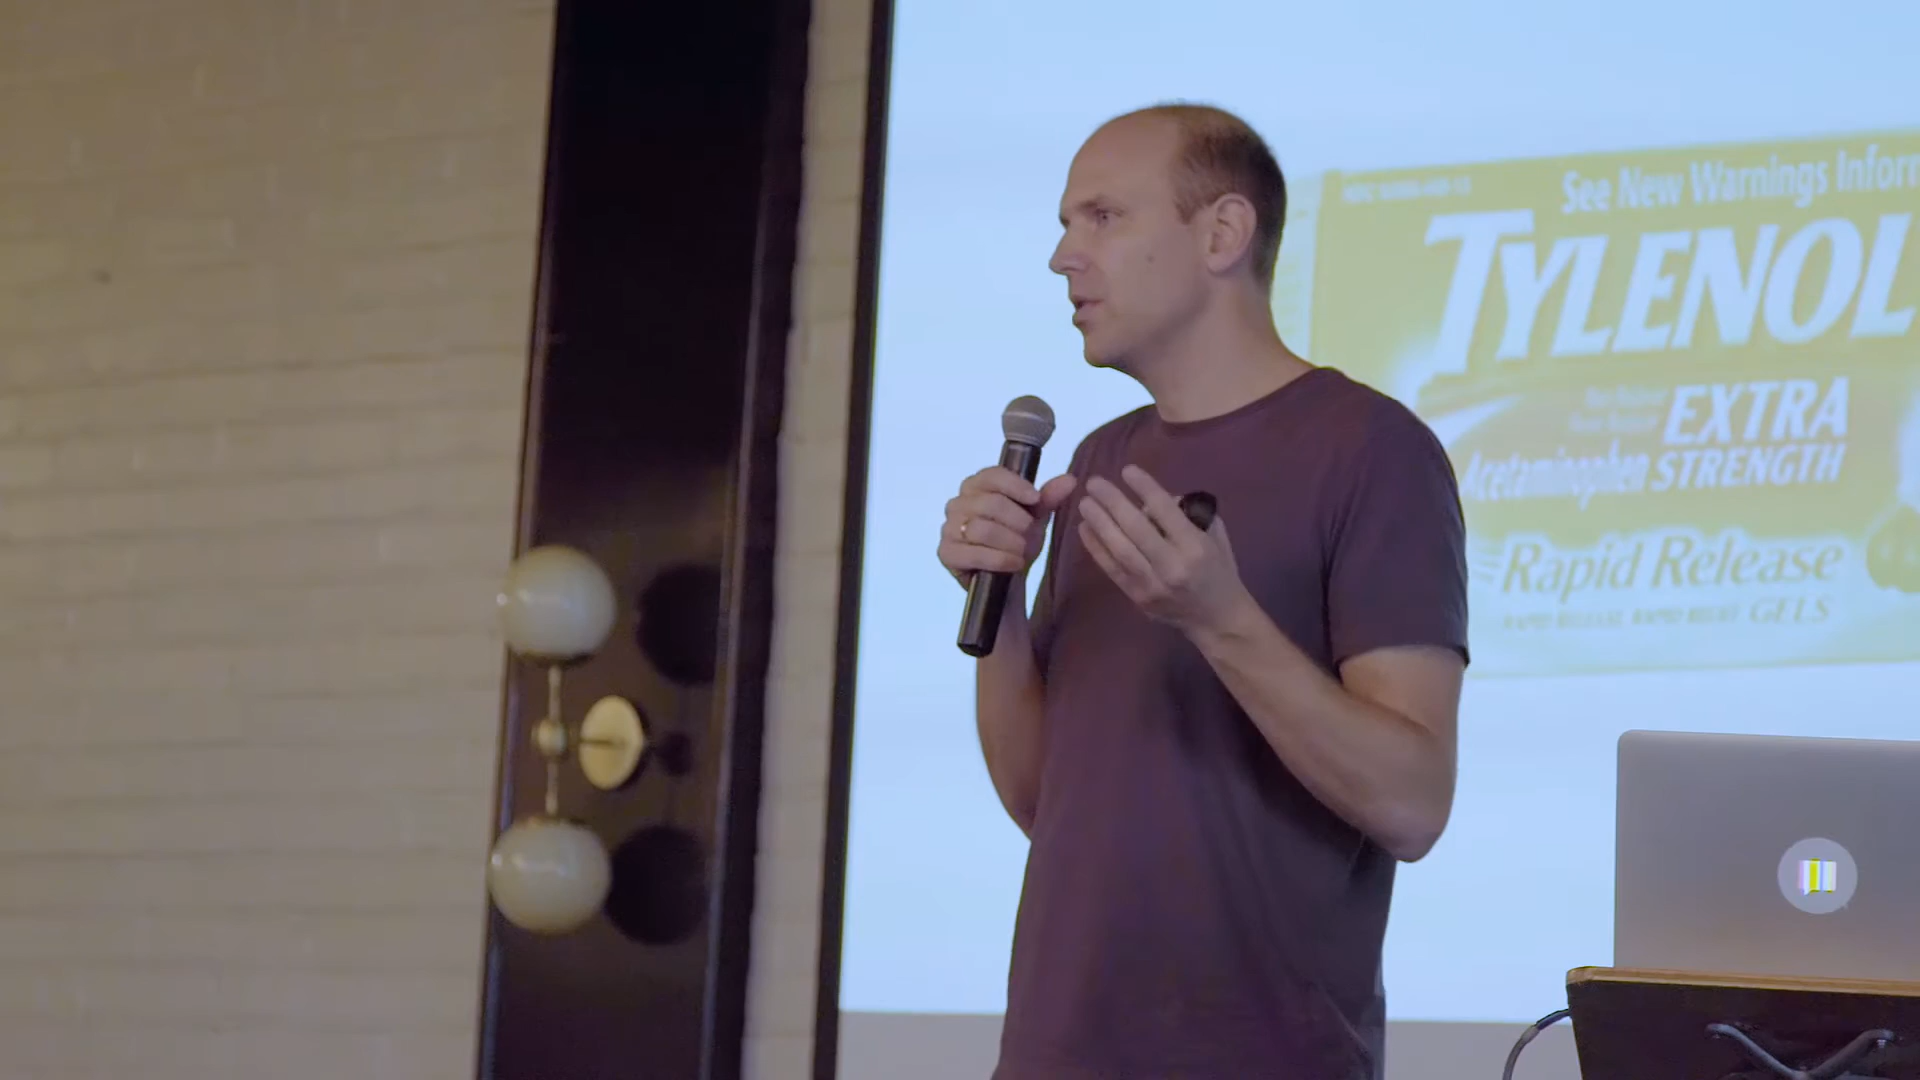 See New Warnings Inform
TYLENOL
EXTRA
Acetaminophen STRENGTH
Rapid Release
GELS